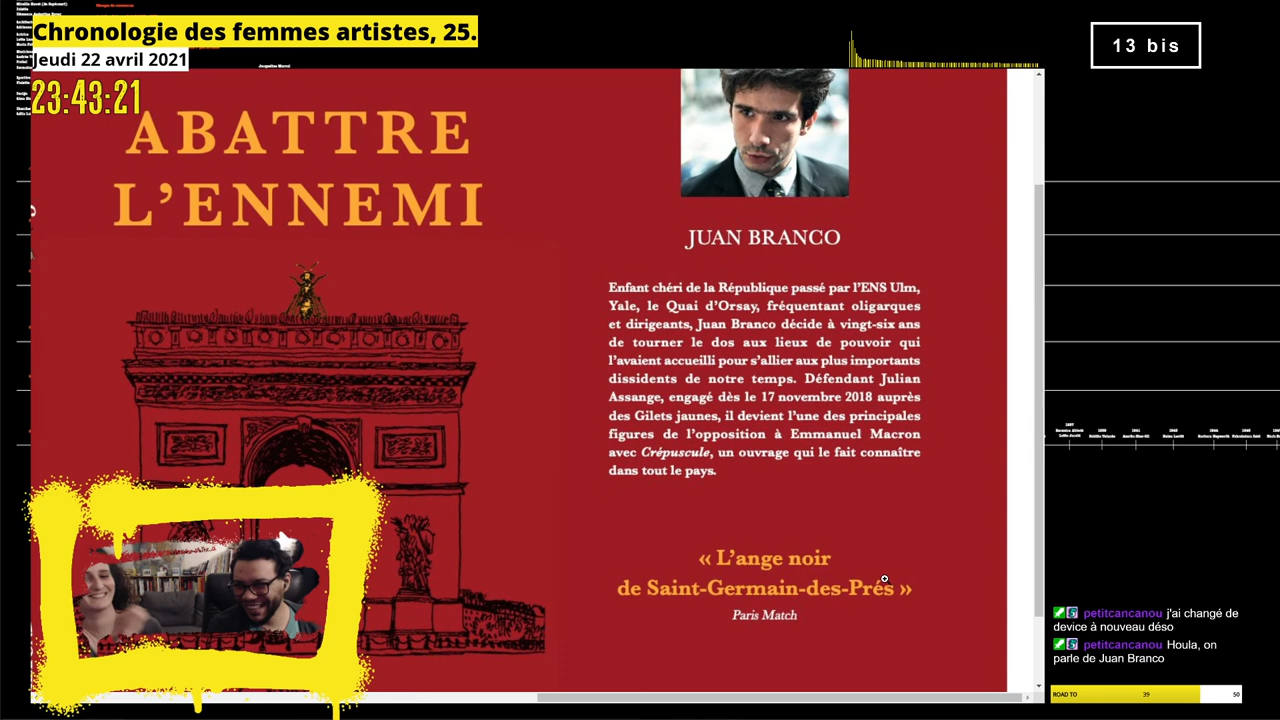 Chronologie des femmes artistes, 25.
Jeudi 22 avril 2021
23:43:21
13 bis
ABATTRE
L’ENNEMI
JUAN BRANCO
Enfant chéri de la République passé par l’ENS Ulm,
Yale, le Quai d’Orsay, fréquentant oligarques
et dirigeants, Juan Branco décide à vingt-six ans
de tourner le dos aux lieux de pouvoir qui
l’avaient accueilli pour s’allier aux plus importants
dissidents de notre temps. Défendant Julian
Assange, engagé dès le 17 novembre 2018 auprès
des Gilets jaunes, il devient l’une des principales
figures de l’opposition à Emmanuel Macron
avec Crépuscule, un ouvrage qui le fait connaître
dans tout le pays.
« L’ange noir
de Saint-Germain-des-Prés »
Paris Match
petitcancanou j'ai changé de
device à nouveau déso
petitcancanou Houla, on
parle de Juan Branco
ROAD TO 39 50